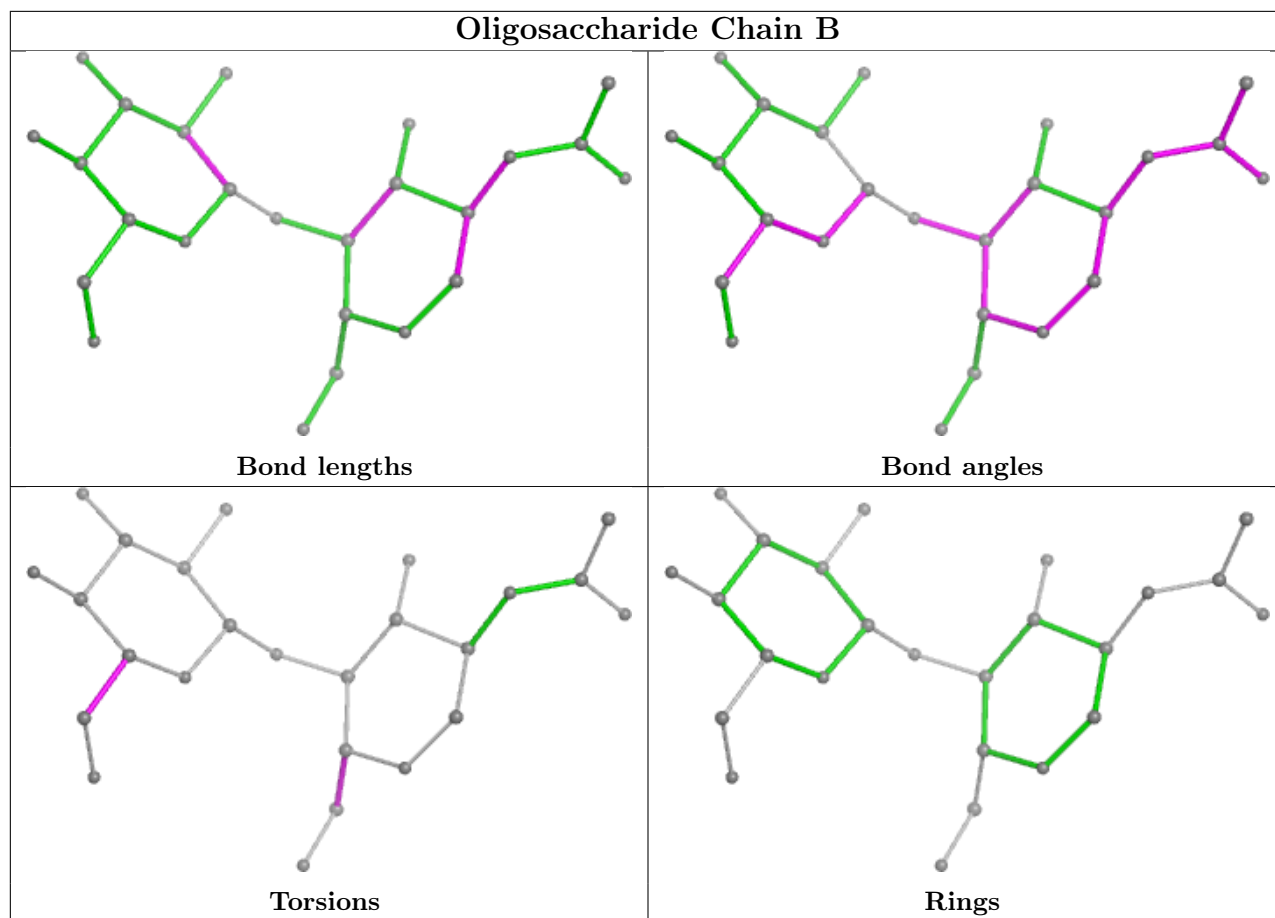 Oligosaccharide Chain B
Bond lengths
Bond angles
Torsions
Rings